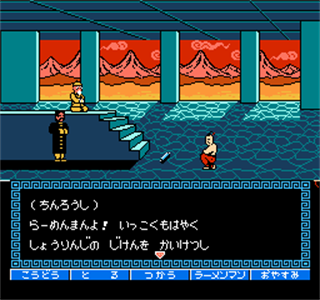 (ちんろうし)
らーめんまんよ! いっこくもはやく
しょうりんじの じけんを かいけつし
こうどう と る つかう ラーメンマン おやすみ